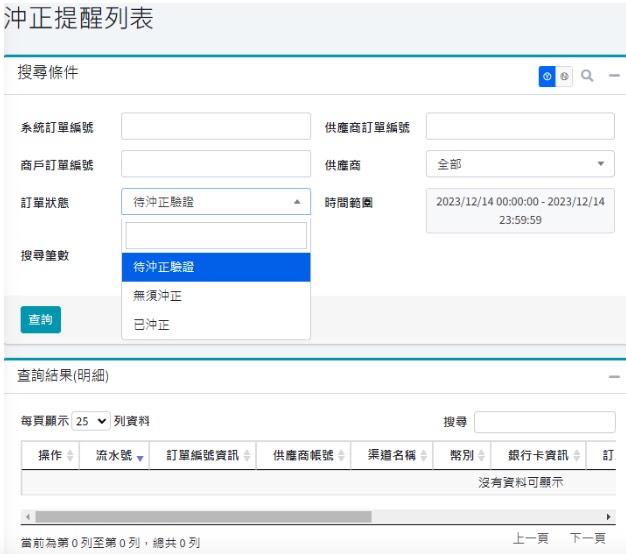 沖正提醒列表
搜尋條件
系統訂單編號
供應商訂單編號
商戶訂單編號
供應商
全部
訂單狀態
待沖正驗證
時間範圍
2023/12/14 00:00:00 - 2023/12/14
23:59:59
搜尋筆數
待沖正驗證
無須沖正
已沖正
查詢
查詢結果(明細)
每頁顯示 25 列資料
搜尋
操作 流水號 訂單編號資訊 供應商帳號 渠道名稱 幣別 銀行卡資訊 訂
沒有資料可顯示
當前為第 0 列至第 0 列，總共 0 列
上一頁 下一頁